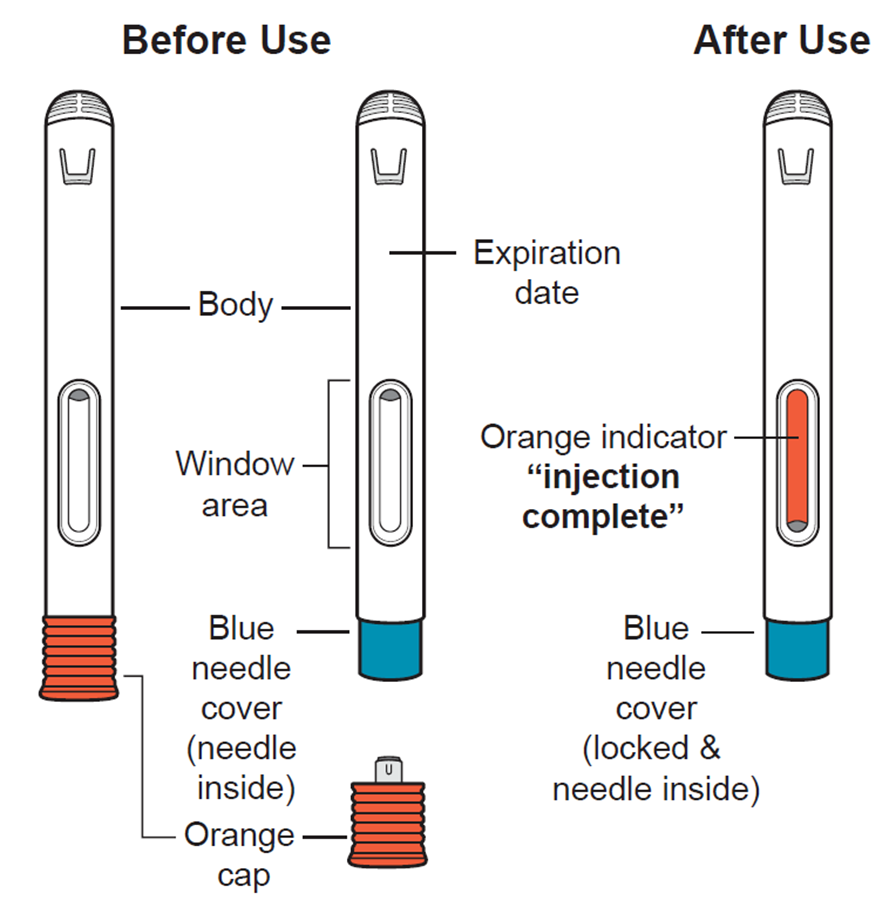 Before Use
After Use
Expiration
date
Body
Orange indicator
“injection
complete”
Window
area
Blue
needle
cover
(needle
inside)
Blue
needle
cover
(locked &
needle inside)
Orange
cap